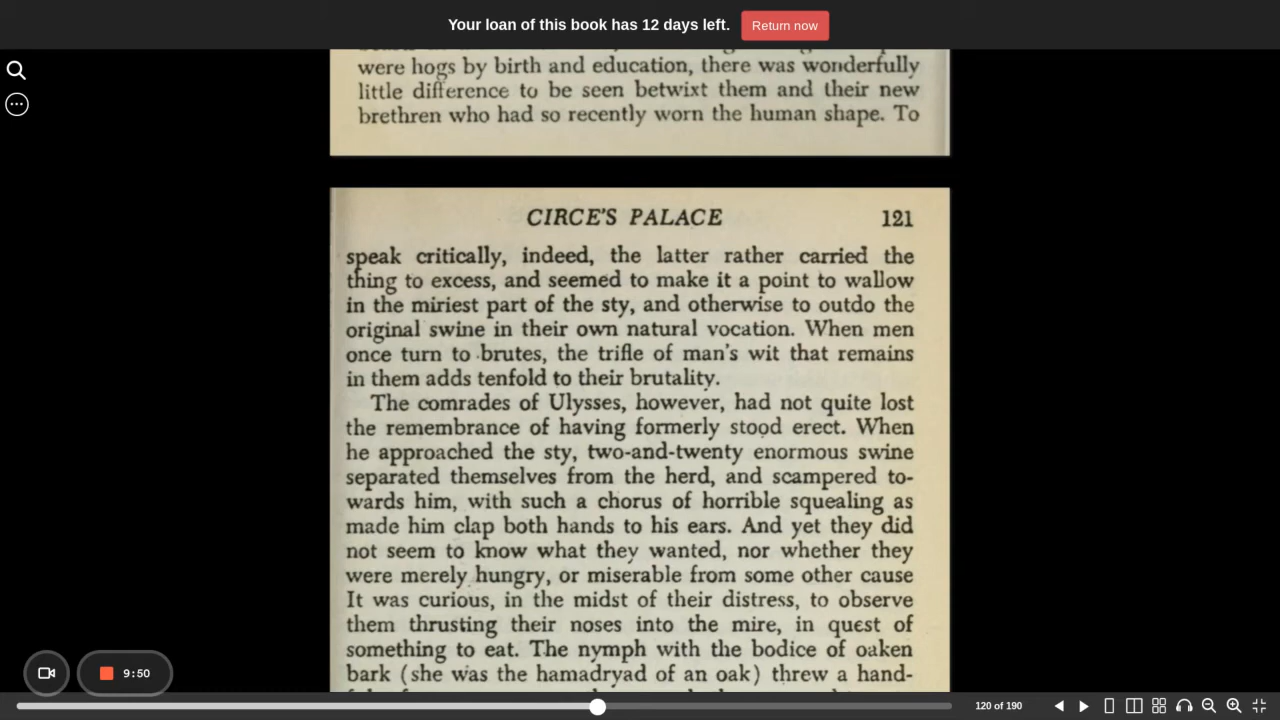 Your loan of this book has 12 days left. Return now
were hogs by birth and education, there was wonderfully
little difference to be seen betwixt them and their new
brethren who had so recently worn the human shape. To
CIRCE'S PALACE 121
speak critically, indeed, the latter rather carried the
thing to excess, and seemed to make it a point to wallow
in the miriest part of the sty, and otherwise to outdo the
original swine in their own natural vocation. When men
once turn to brutes, the trifle of man's wit that remains
in them adds tenfold to their brutality.
The comrades of Ulysses, however, had not quite lost
the remembrance of having formerly stood erect. When
he approached the sty, two-and-twenty enormous swine
separated themselves from the herd, and scampered to-
wards him, with such a chorus of horrible squealing as
made him clap both hands to his ears. And yet they did
not seem to know what they wanted, nor whether they
were merely hungry, or miserable from some other cause
It was curious, in the midst of their distress, to observe
them thrusting their noses into the mire, in quest of
something to eat. The nymph with the bodice of oaken
bark (she was the hamadryad of an oak) threw a hand-
9:50
120 of 190